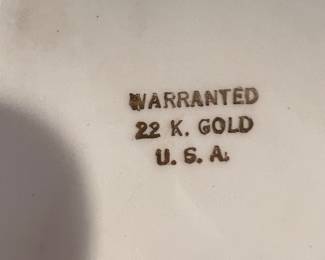 WARRANTED
22 K. GOLD
U. S. A.